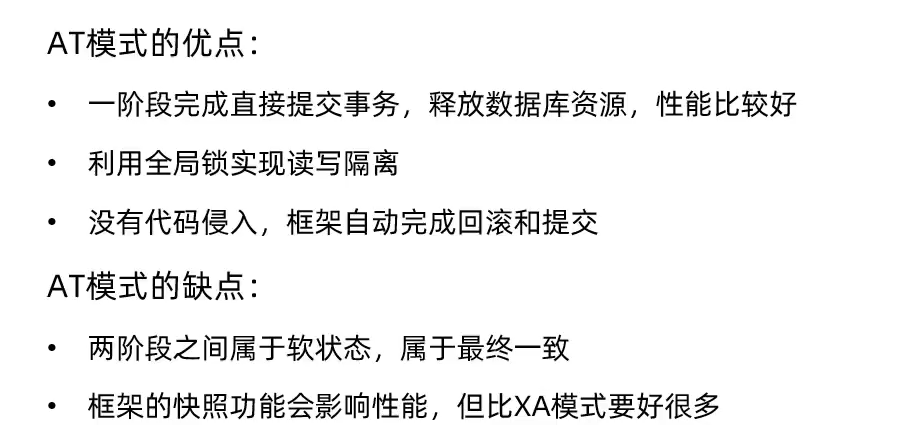 AT模式的优点：
• 一阶段完成直接提交事务，释放数据库资源，性能比较好
• 利用全局锁实现读写隔离
• 没有代码侵入，框架自动完成回滚和提交
AT模式的缺点：
• 两阶段之间属于软状态，属于最终一致
• 框架的快照功能会影响性能，但比XA模式要好很多